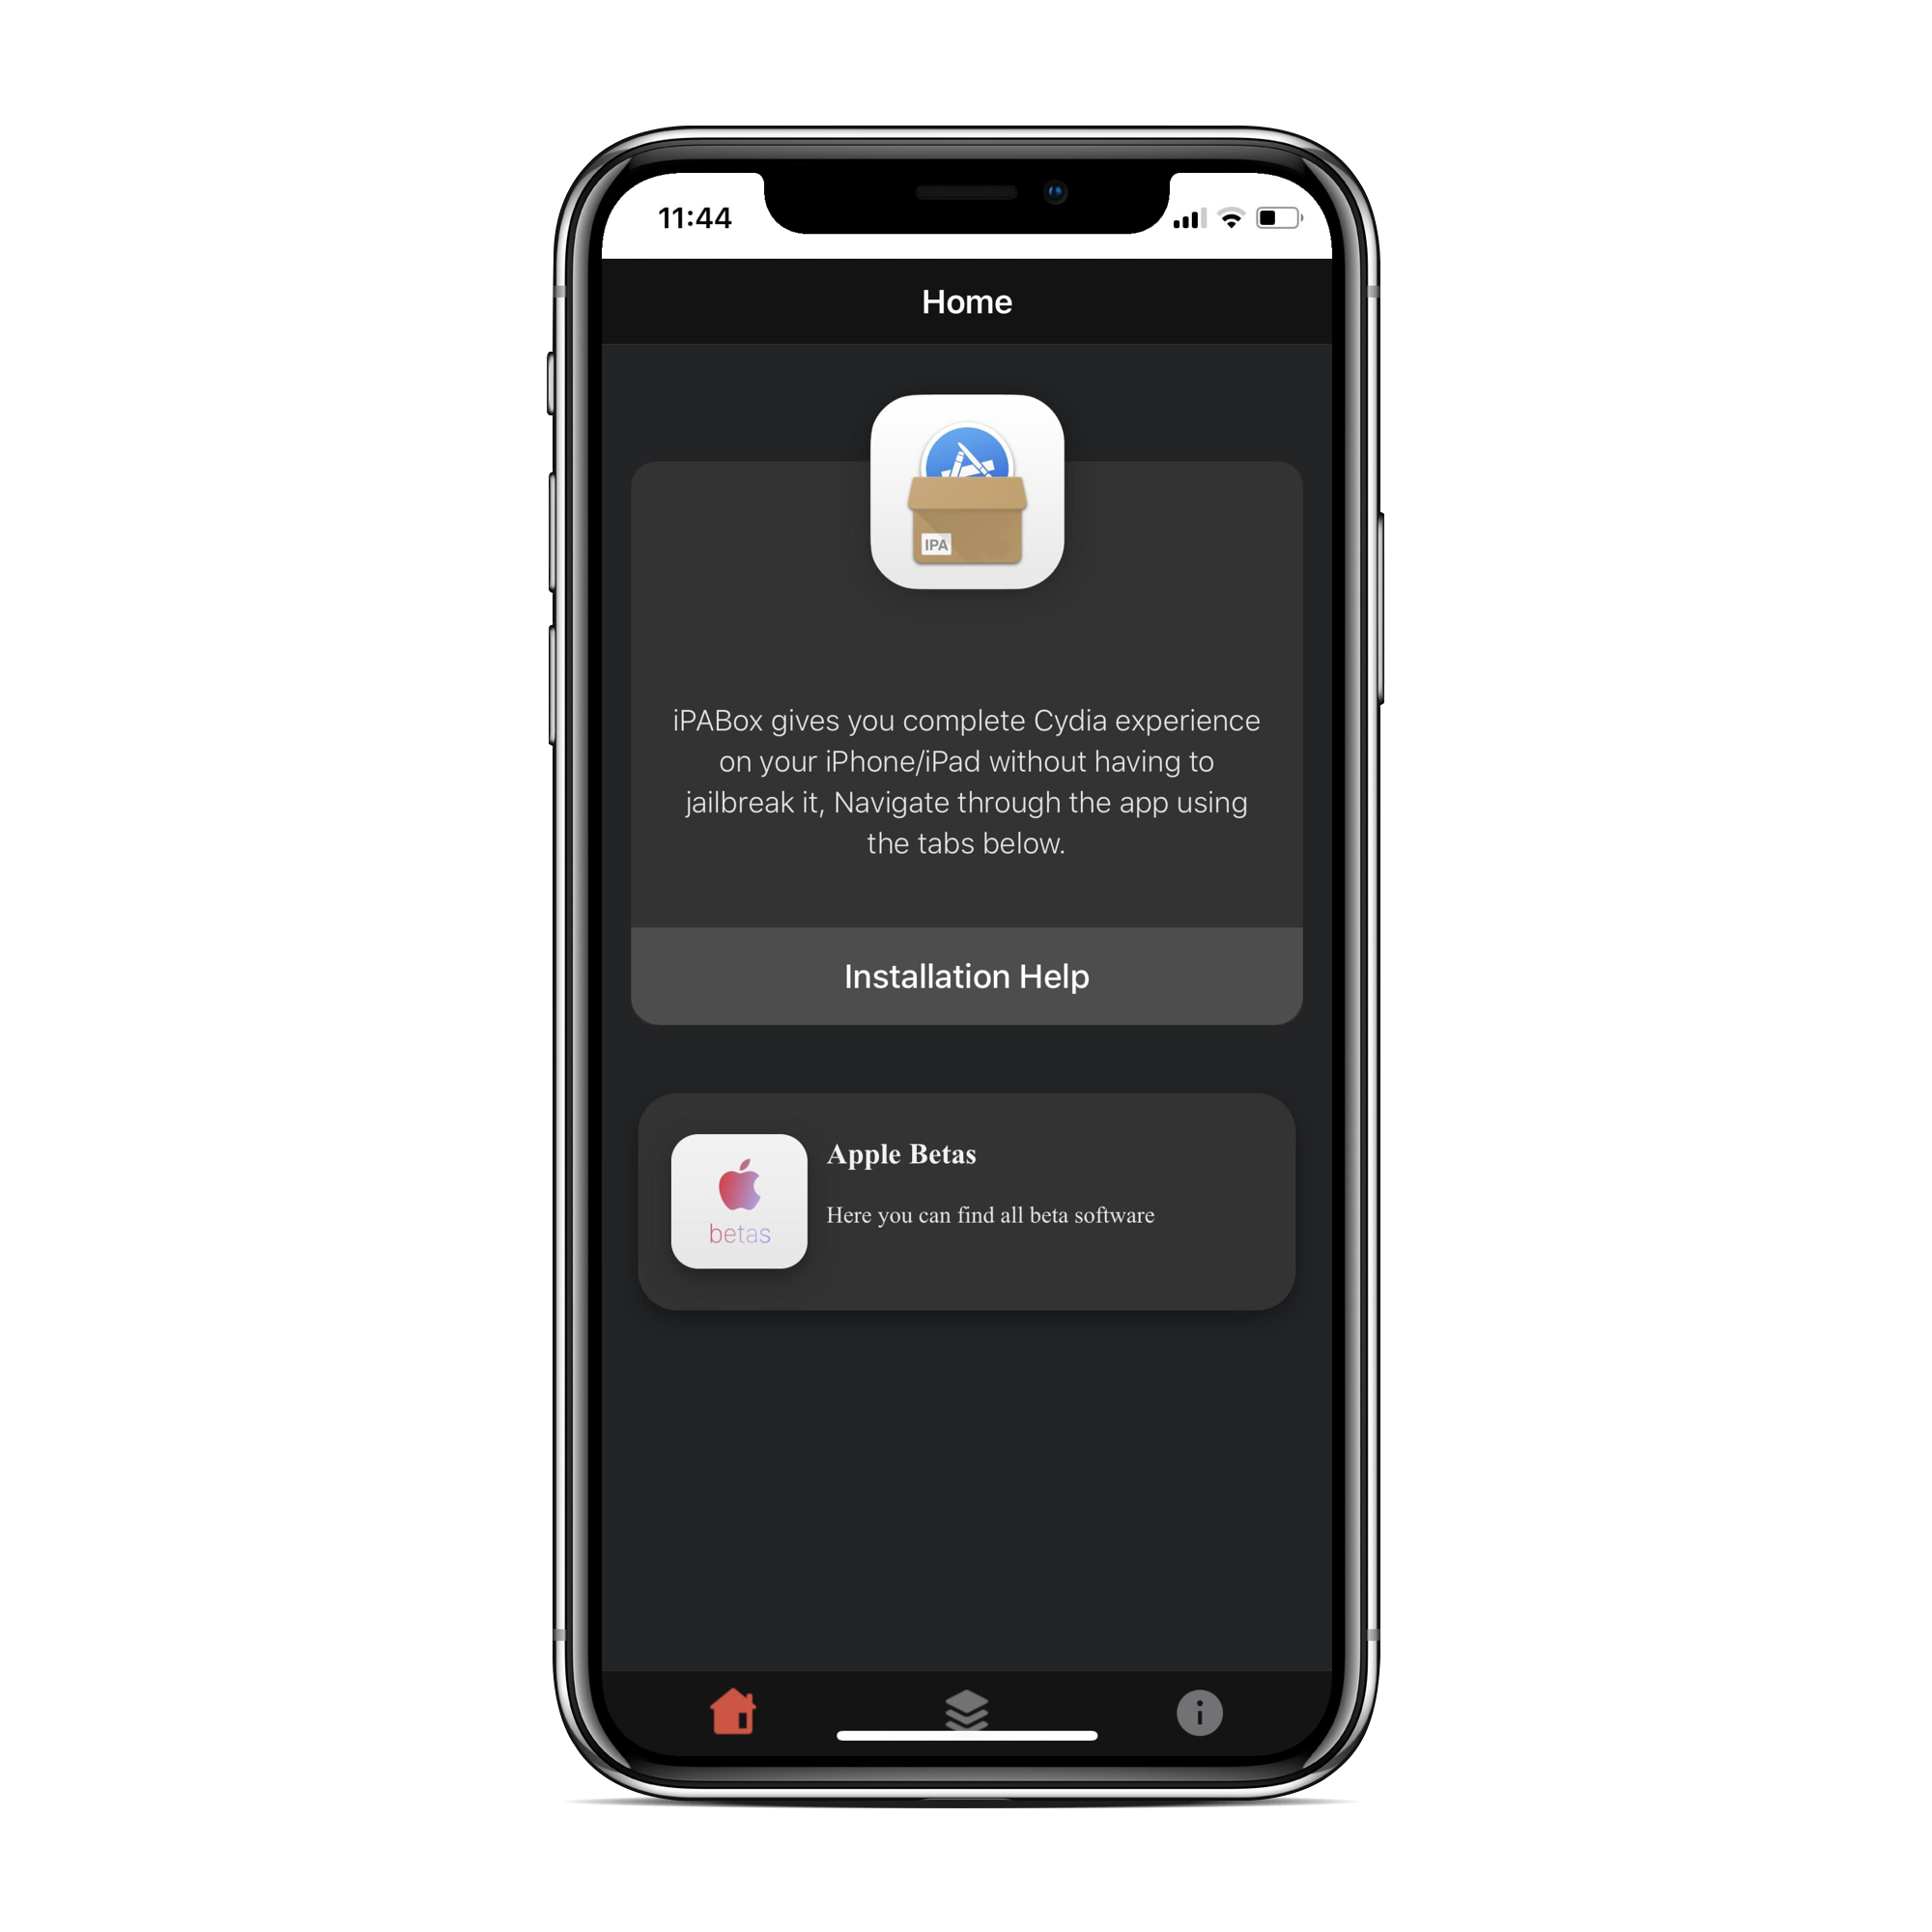 11:44
Home
IPA
iPABox gives you complete Cydia experience
on your iPhone/iPad without having to
jailbreak it, Navigate through the app using
the tabs below.
Installation Help
Apple Betas
betas
Here you can find all beta software